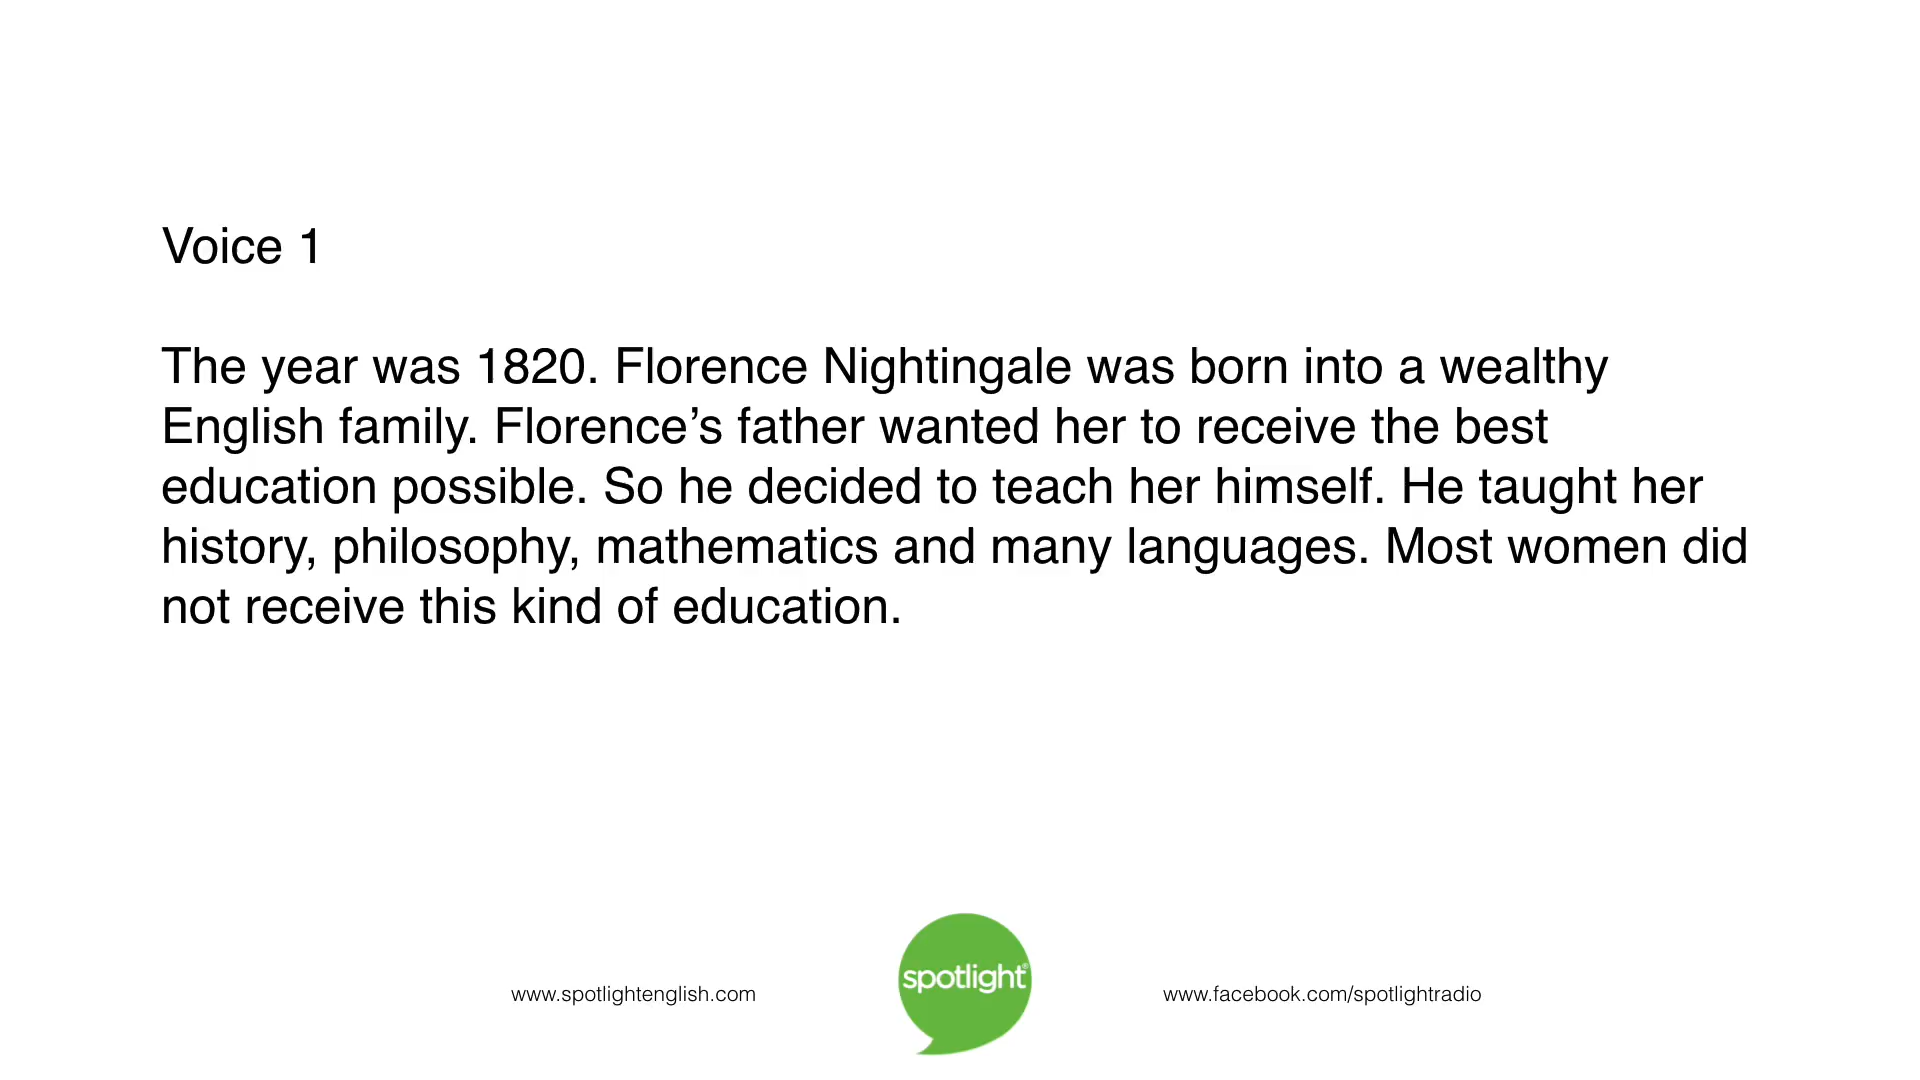 Voice 1
The year was 1820. Florence Nightingale was born into a wealthy
English family. Florence’s father wanted her to receive the best
education possible. So he decided to teach her himself. He taught her
history, philosophy, mathematics and many languages. Most women did
not receive this kind of education.
www.spotlightenglish.com
spotlight®
www.facebook.com/spotlightradio